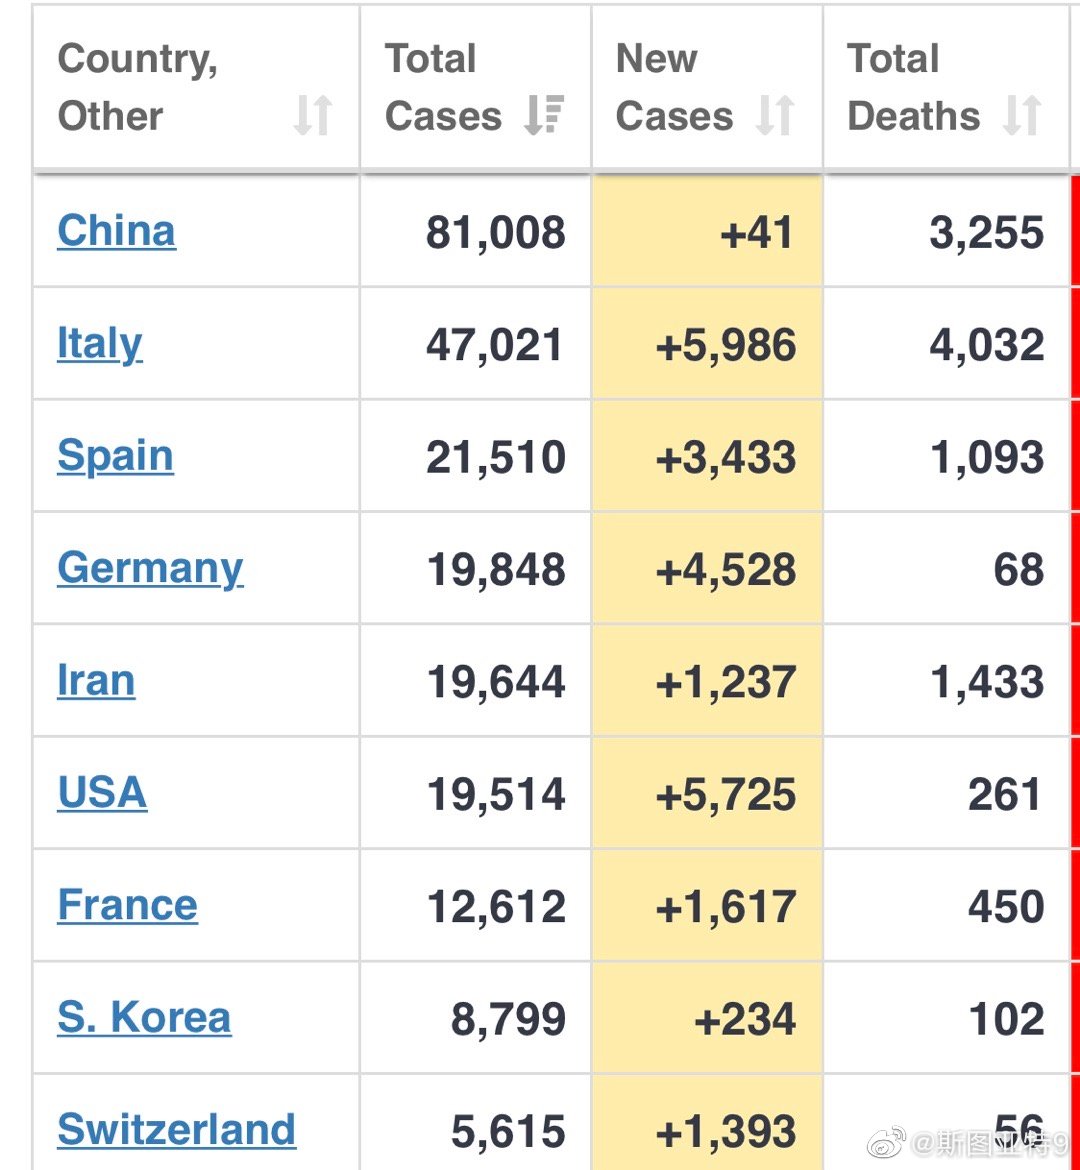 Country, Other Total Cases New Cases Total Deaths
China 81,008 +41 3,255
Italy 47,021 +5,986 4,032
Spain 21,510 +3,433 1,093
Germany 19,848 +4,528 68
Iran 19,644 +1,237 1,433
USA 19,514 +5,725 261
France 12,612 +1,617 450
S. Korea 8,799 +234 102
Switzerland 5,615 +1,393 56
@斯图亚特9